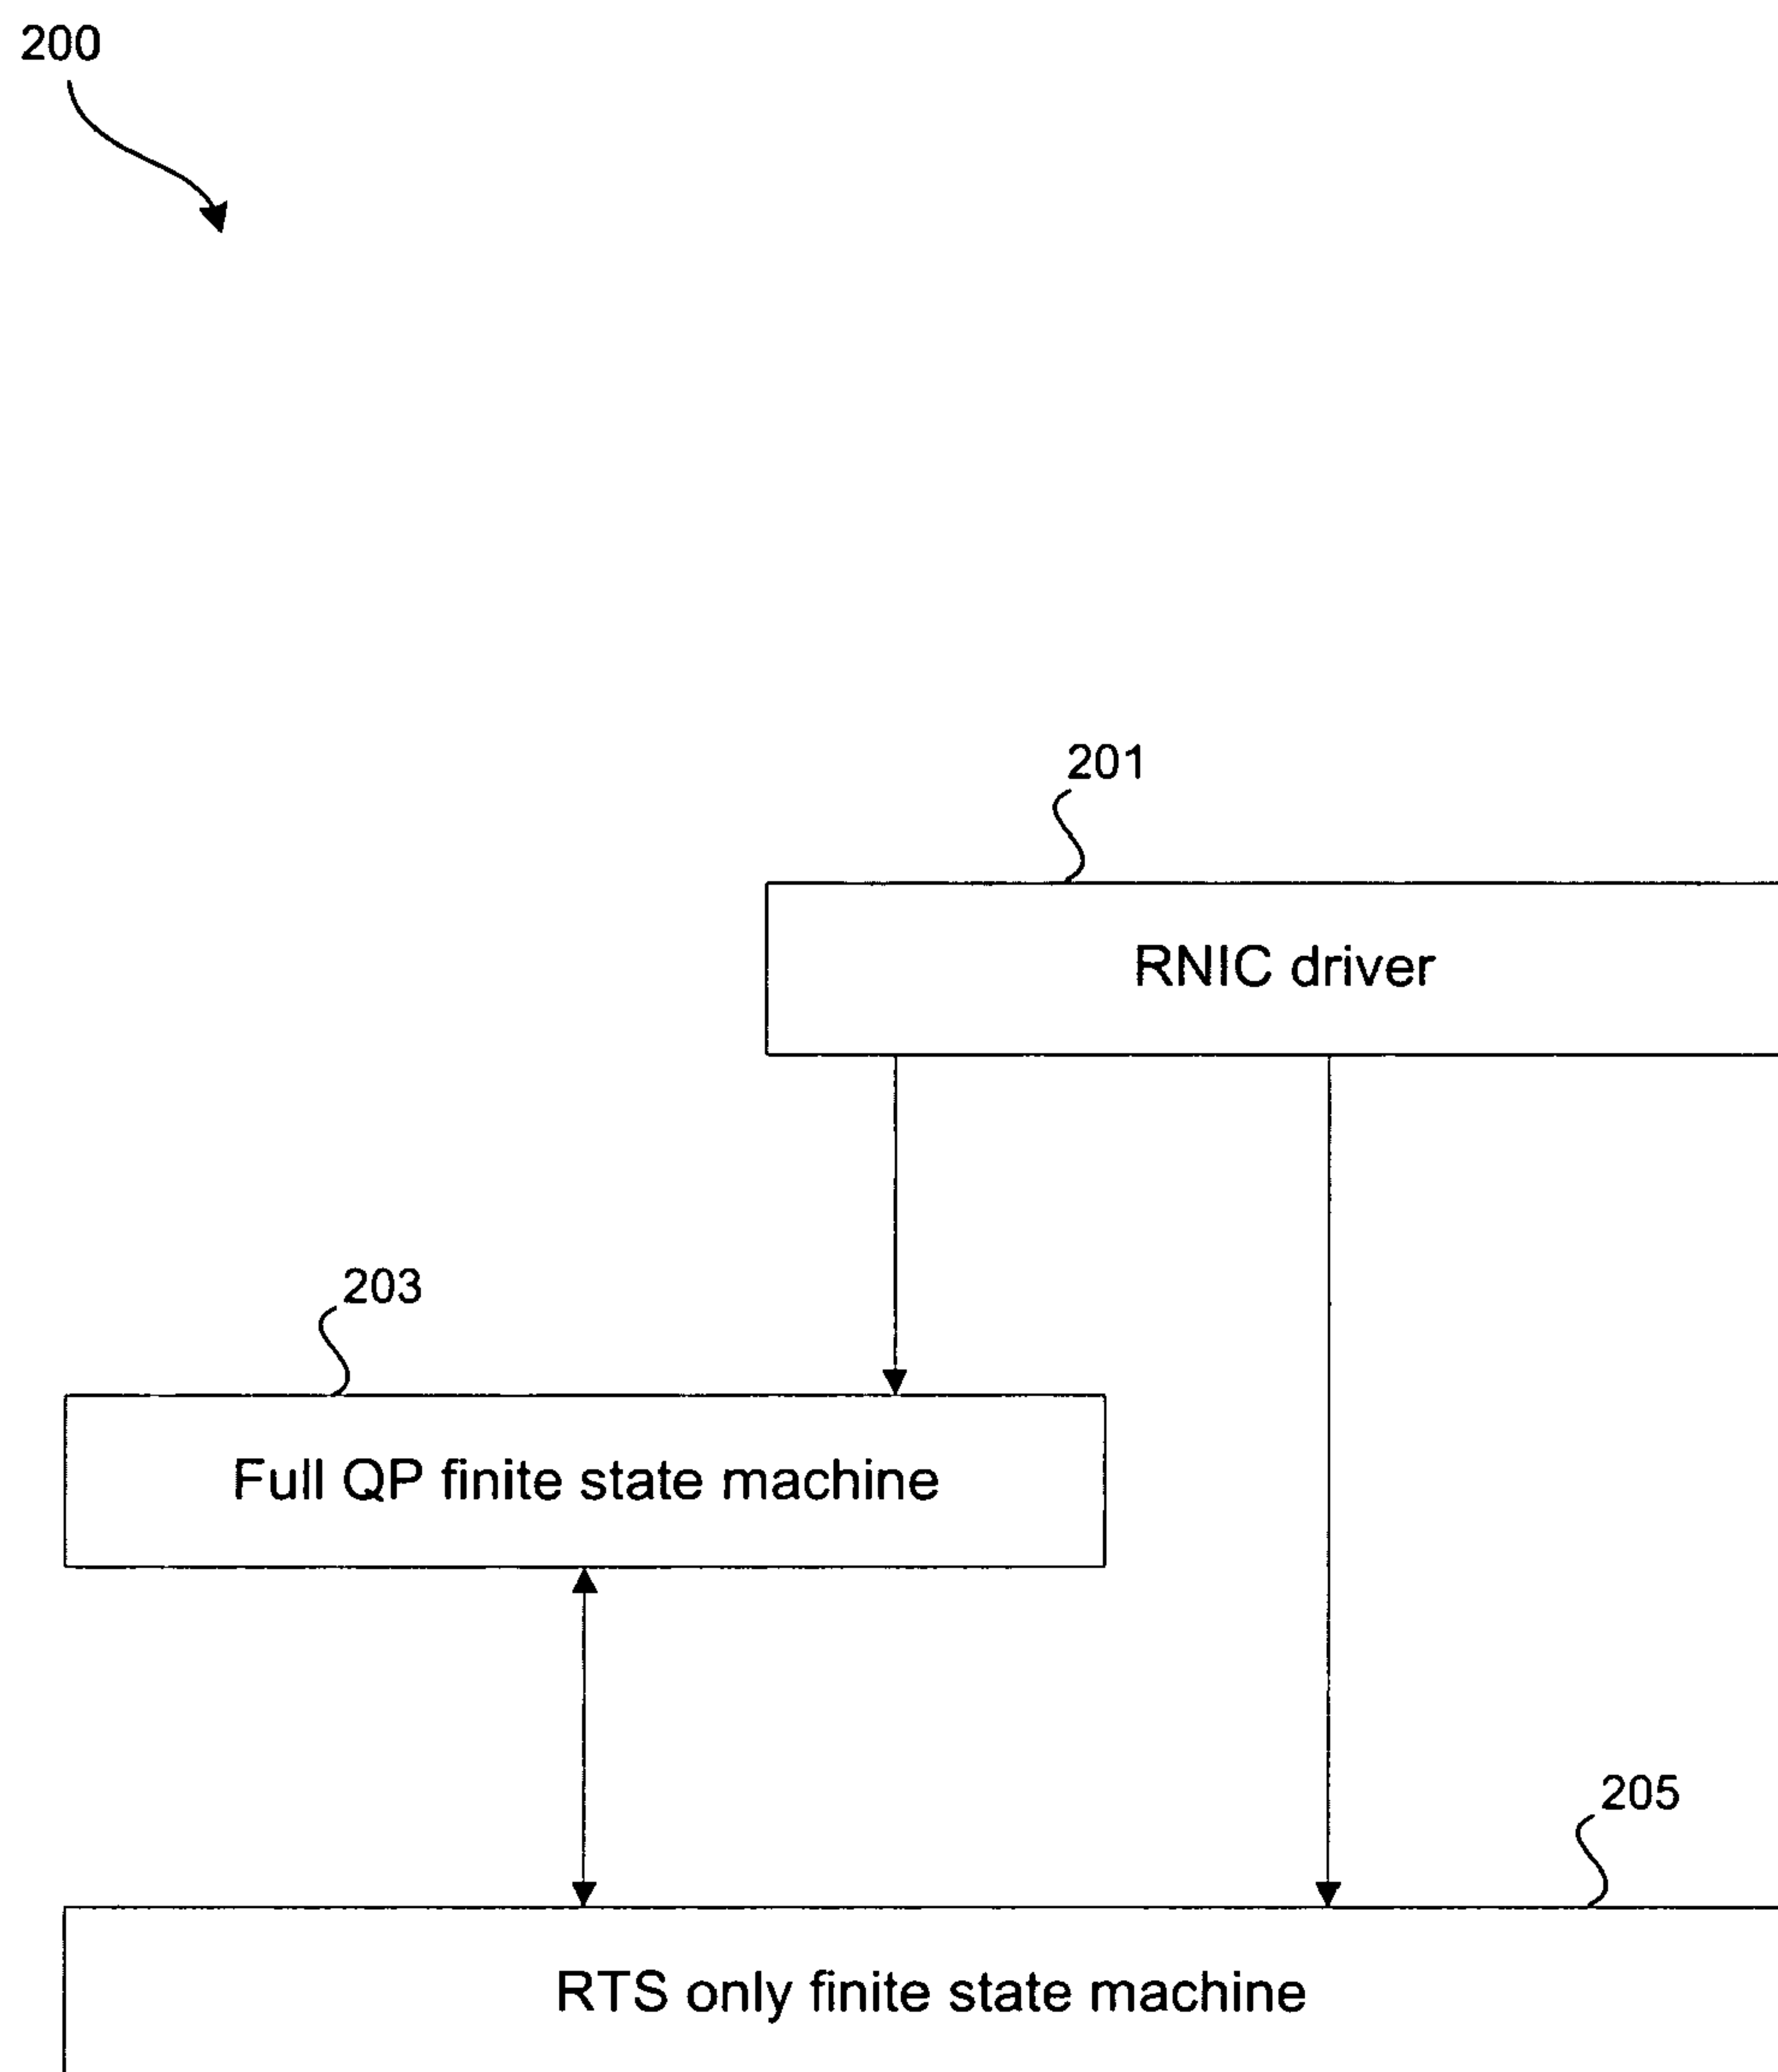 200
201
RNIC driver
203
Full QP finite state machine
205
RTS only finite state machine